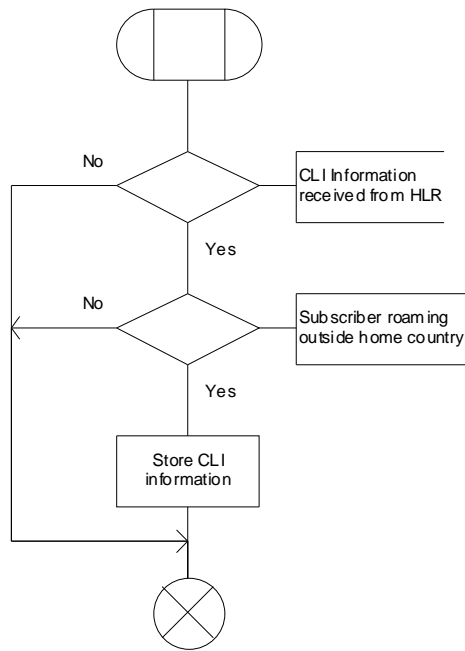 No
CLI Information
received from HLR
Yes
No
Subscriber roaming
outside home country
Yes
Store CLI
information